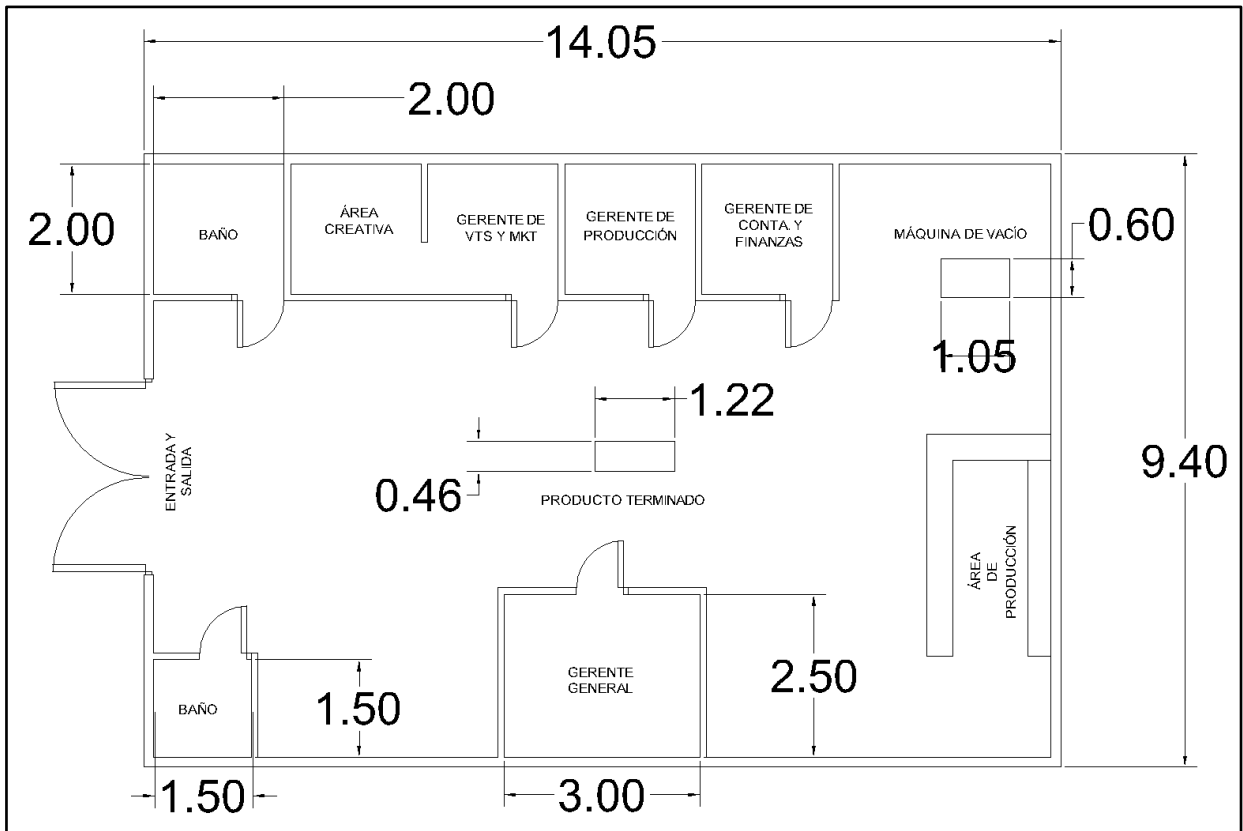 14.05
2.00
2.00
BAÑO
ÁREA
CREATIVA
GERENTE DE
VTS Y MKT
GERENTE DE
PRODUCCIÓN
GERENTE DE
CONTA. Y
FINANZAS
MÁQUINA DE VACÍO
0.60
1.05
1.22
0.46
PRODUCTO TERMINADO
ENTRADA Y
SALIDA
9.40
ÁREA
DE
PRODUCCIÓN
GERENTE
GENERAL
2.50
BAÑO
1.50
1.50
3.00